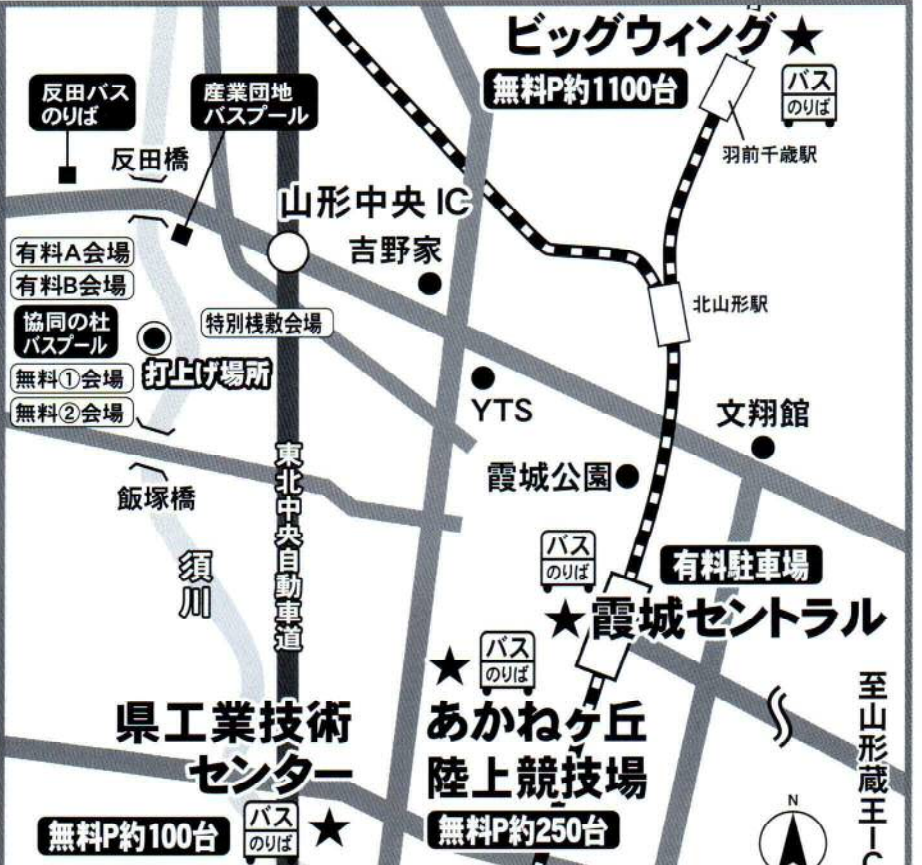 ビッグウィング★
無料P約1100台
バス
のりば
羽前千歳駅
反田バス
のりば
産業団地
バスプール
反田橋
山形中央IC
吉野家
有料A会場
有料B会場
協同の杜
バスプール
無料①会場
無料②会場
打上げ場所
特別桟敷会場
北山形駅
YTS
文翔館
霞城公園
飯塚橋
須川
東北中央自動車道
バス
のりば
有料駐車場
★霞城セントラル
★
バス
のりば
県工業技術
センター
無料P約100台
バス
のりば
★
あかねヶ丘
陸上競技場
無料P約250台
至山形蔵王IC
N